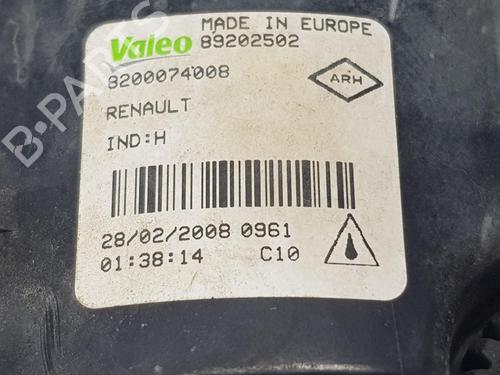 MADE IN EUROPE
Valeo 89202502
8200074008
ARH
RENAULT
IND:H
28/02/2008 0961
01:38:14 C10
B-PARTS